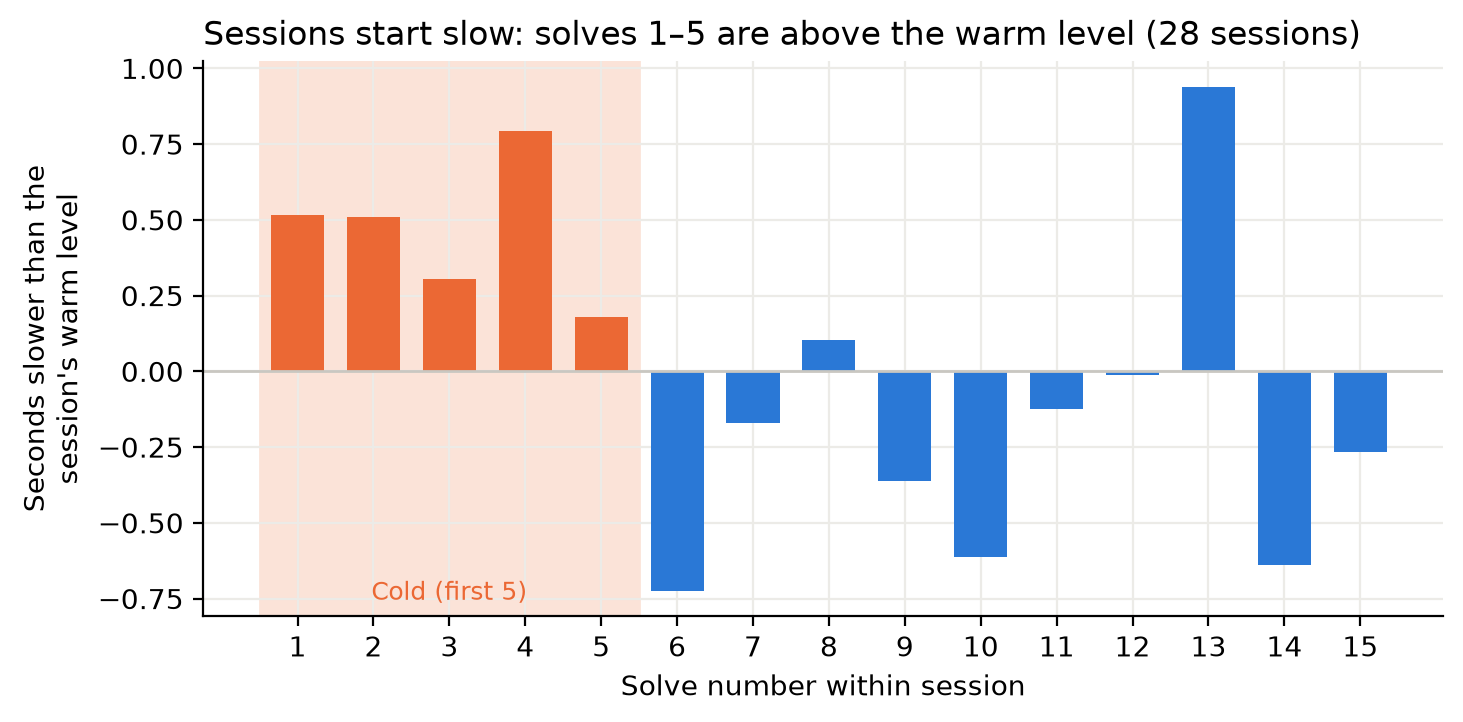 Sessions start slow: solves 1–5 are above the warm level (28 sessions)
Seconds slower than the
session's warm level
1.00
0.75
0.50
0.25
0.00
−0.25
−0.50
−0.75
Cold (first 5)
1 2 3 4 5 6 7 8 9 10 11 12 13 14 15
Solve number within session